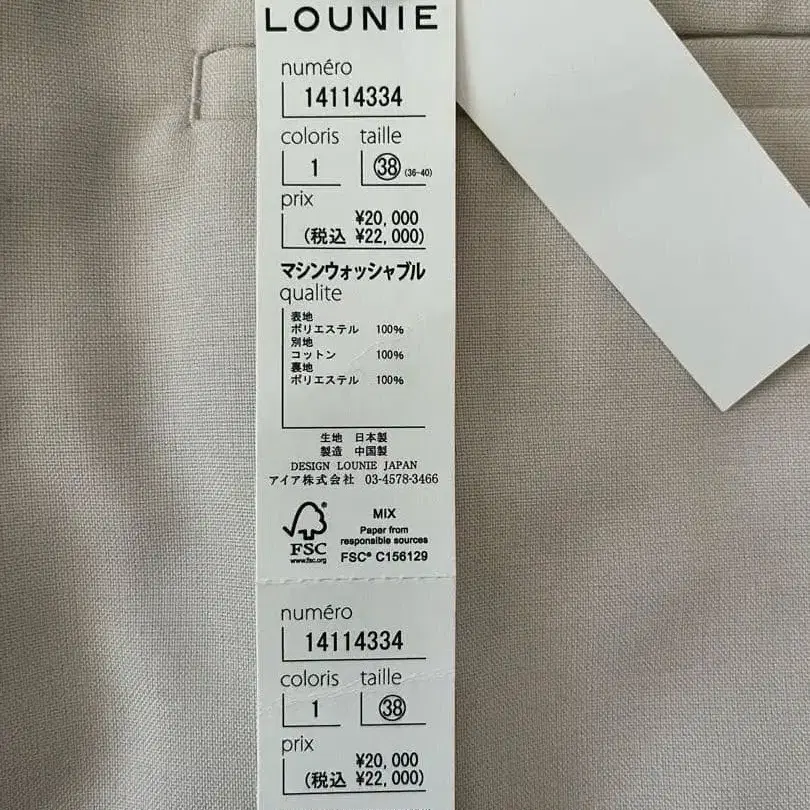 LOUNIE
numéro
14114334
coloris taille
1 38 (36-40)
prix
¥20,000
(税込 ¥22,000)
マシンウォッシャブル
qualite
表地
ポリエステル 100%
別地
コットン 100%
裏地
ポリエステル 100%
生地 日本製
製造 中国製
DESIGN LOUNIE JAPAN
アイア株式会社 03-4578-3466
FSC
www.fsc.org
MIX
Paper from
responsible sources
FSC® C156129
numéro
14114334
coloris taille
1 38
prix
¥20,000
(税込 ¥22,000)